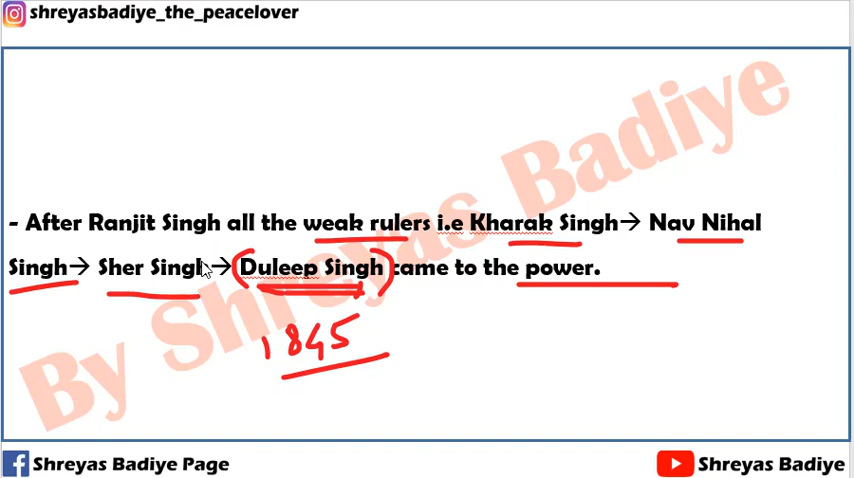 shreyasbadiye_the_peacelover
- After Ranjit Singh all the weak rulers i.e Kharak Singh→ Nav Nihal
Singh→ Sher Singh→ (Duleep Singh) came to the power.
1845
By Shreyas Badiye
Shreyas Badiye Page
Shreyas Badiye